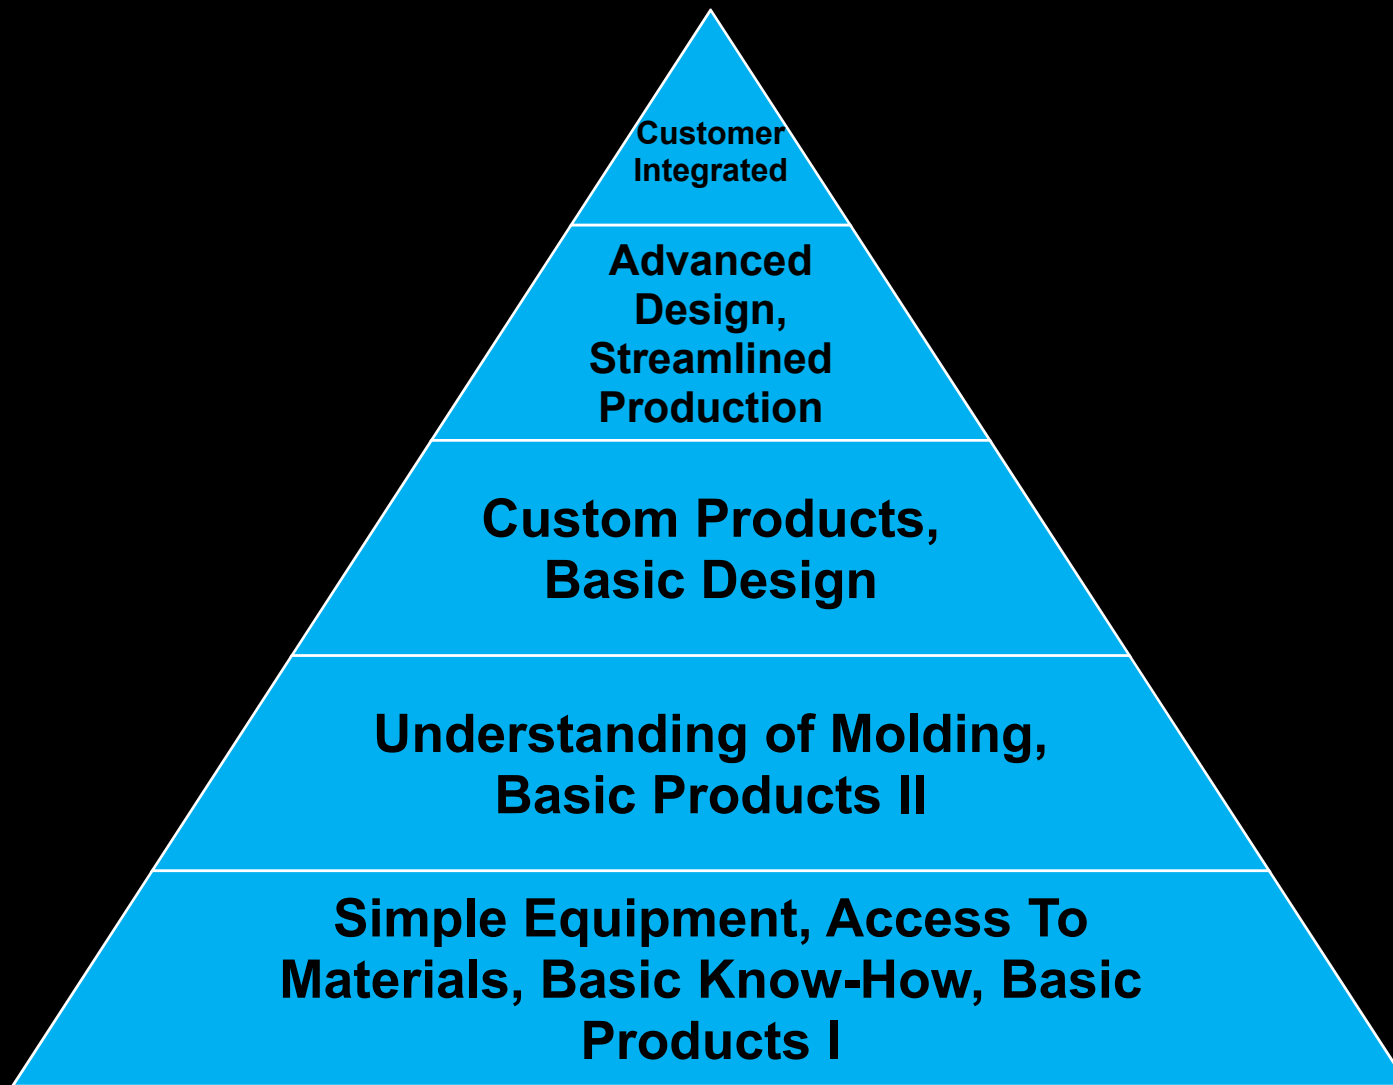 Customer
Integrated
Advanced
Design,
Streamlined
Production
Custom Products,
Basic Design
Understanding of Molding,
Basic Products II
Simple Equipment, Access To
Materials, Basic Know-How, Basic
Products I